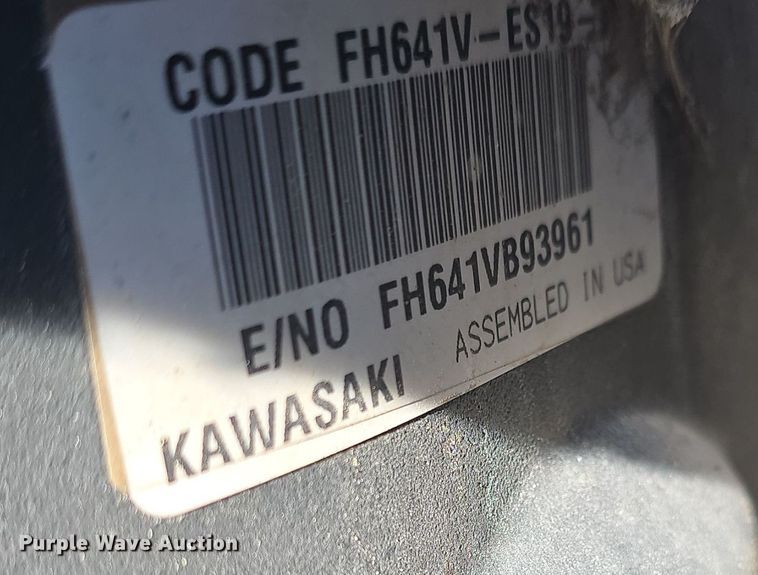 CODE FH641V-ES19-
E/NO FH641VB93961
KAWASAKI ASSEMBLED IN USA
Purple Wave Auction